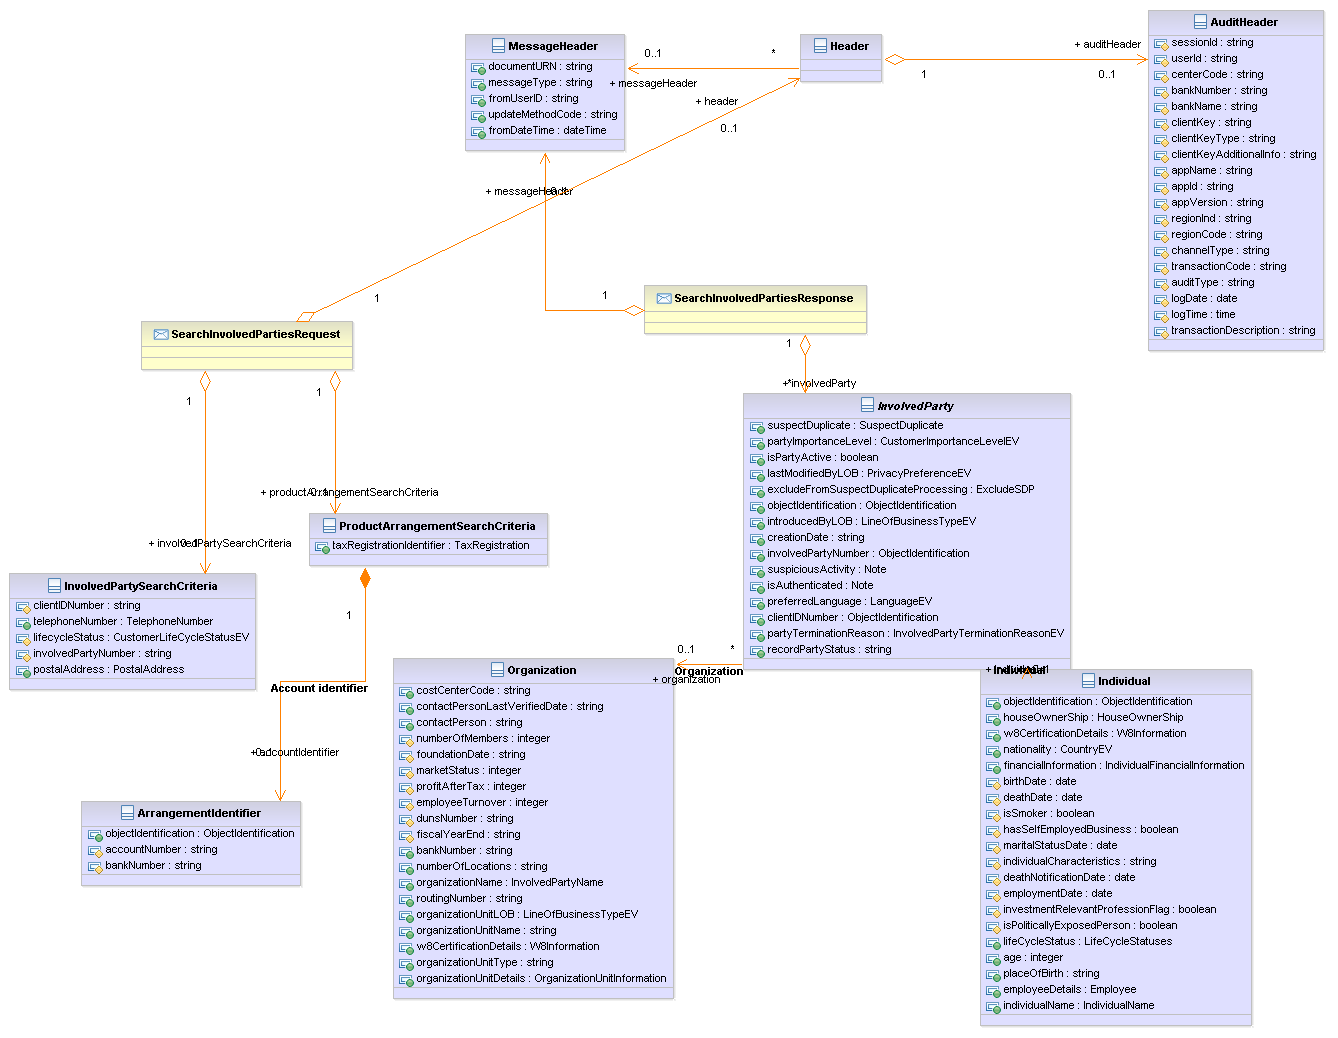 MessageHeader
documentURN : string
messageType : string
fromUserID : string
updateMethodCode : string
fromDateTime : dateTime
Header
AuditHeader
sessionId : string
userId : string
centerCode : string
bankNumber : string
bankName : string
clientKey : string
clientKeyType : string
clientKeyAdditionalInfo : string
appName : string
appId : string
appVersion : string
regionInd : string
regionCode : string
channelType : string
transactionCode : string
auditType : string
logDate : date
logTime : time
transactionDescription : string
0..1
*
+ messageHeader
+ auditHeader
1
0..1
+ header
0..1
1
+ messageHeader
1
SearchInvolvedPartiesResponse
SearchInvolvedPartiesRequest
1
+ involvedParty
*
1
1
+ productArrangementSearchCriteria
0..1
+ involvedPartySearchCriteria
0..1
ProductArrangementSearchCriteria
taxRegistrationIdentifier : TaxRegistration
InvolvedPartySearchCriteria
clientIDNumber : string
telephoneNumber : TelephoneNumber
lifecycleStatus : CustomerLifeCycleStatusEV
involvedPartyNumber : string
postalAddress : PostalAddress
1
Account identifier
+ accountIdentifier
ArrangementIdentifier
objectIdentification : ObjectIdentification
accountNumber : string
bankNumber : string
InvolvedParty
suspectDuplicate : SuspectDuplicate
partyImportanceLevel : CustomerImportanceLevelEV
isPartyActive : boolean
lastModifiedByLOB : PrivacyPreferenceEV
excludeFromSuspectDuplicateProcessing : ExcludeSDP
objectIdentification : ObjectIdentification
introducedByLOB : LineOfBusinessTypeEV
creationDate : string
involvedPartyNumber : ObjectIdentification
suspiciousActivity : Note
isAuthenticated : Note
preferredLanguage : LanguageEV
clientIDNumber : ObjectIdentification
partyTerminationReason : InvolvedPartyTerminationReasonEV
recordPartyStatus : string
0..1
*
Organization
+ organization
Organization
costCenterCode : string
contactPersonLastVerifiedDate : string
contactPerson : string
numberOfMembers : integer
foundationDate : string
marketStatus : integer
profitAfterTax : integer
employeeTurnover : integer
dunsNumber : string
fiscalYearEnd : string
bankNumber : string
numberOfLocations : string
organizationName : InvolvedPartyName
routingNumber : string
organizationUnitLOB : LineOfBusinessTypeEV
organizationUnitName : string
w8CertificationDetails : W8Information
organizationUnitType : string
organizationUnitDetails : OrganizationUnitInformation
Individual
Individual
objectIdentification : ObjectIdentification
houseOwnerShip : HouseOwnerShip
w8CertificationDetails : W8Information
nationality : CountryEV
financialInformation : IndividualFinancialInformation
birthDate : date
deathDate : date
isSmoker : boolean
hasSelfEmployedBusiness : boolean
maritalStatusDate : date
individualCharacteristics : string
deathNotificationDate : date
employmentDate : date
investmentRelevantProfessionFlag : boolean
isPoliticallyExposedPerson : boolean
lifeCycleStatus : LifeCycleStatuses
age : integer
placeOfBirth : string
employeeDetails : Employee
individualName : IndividualName